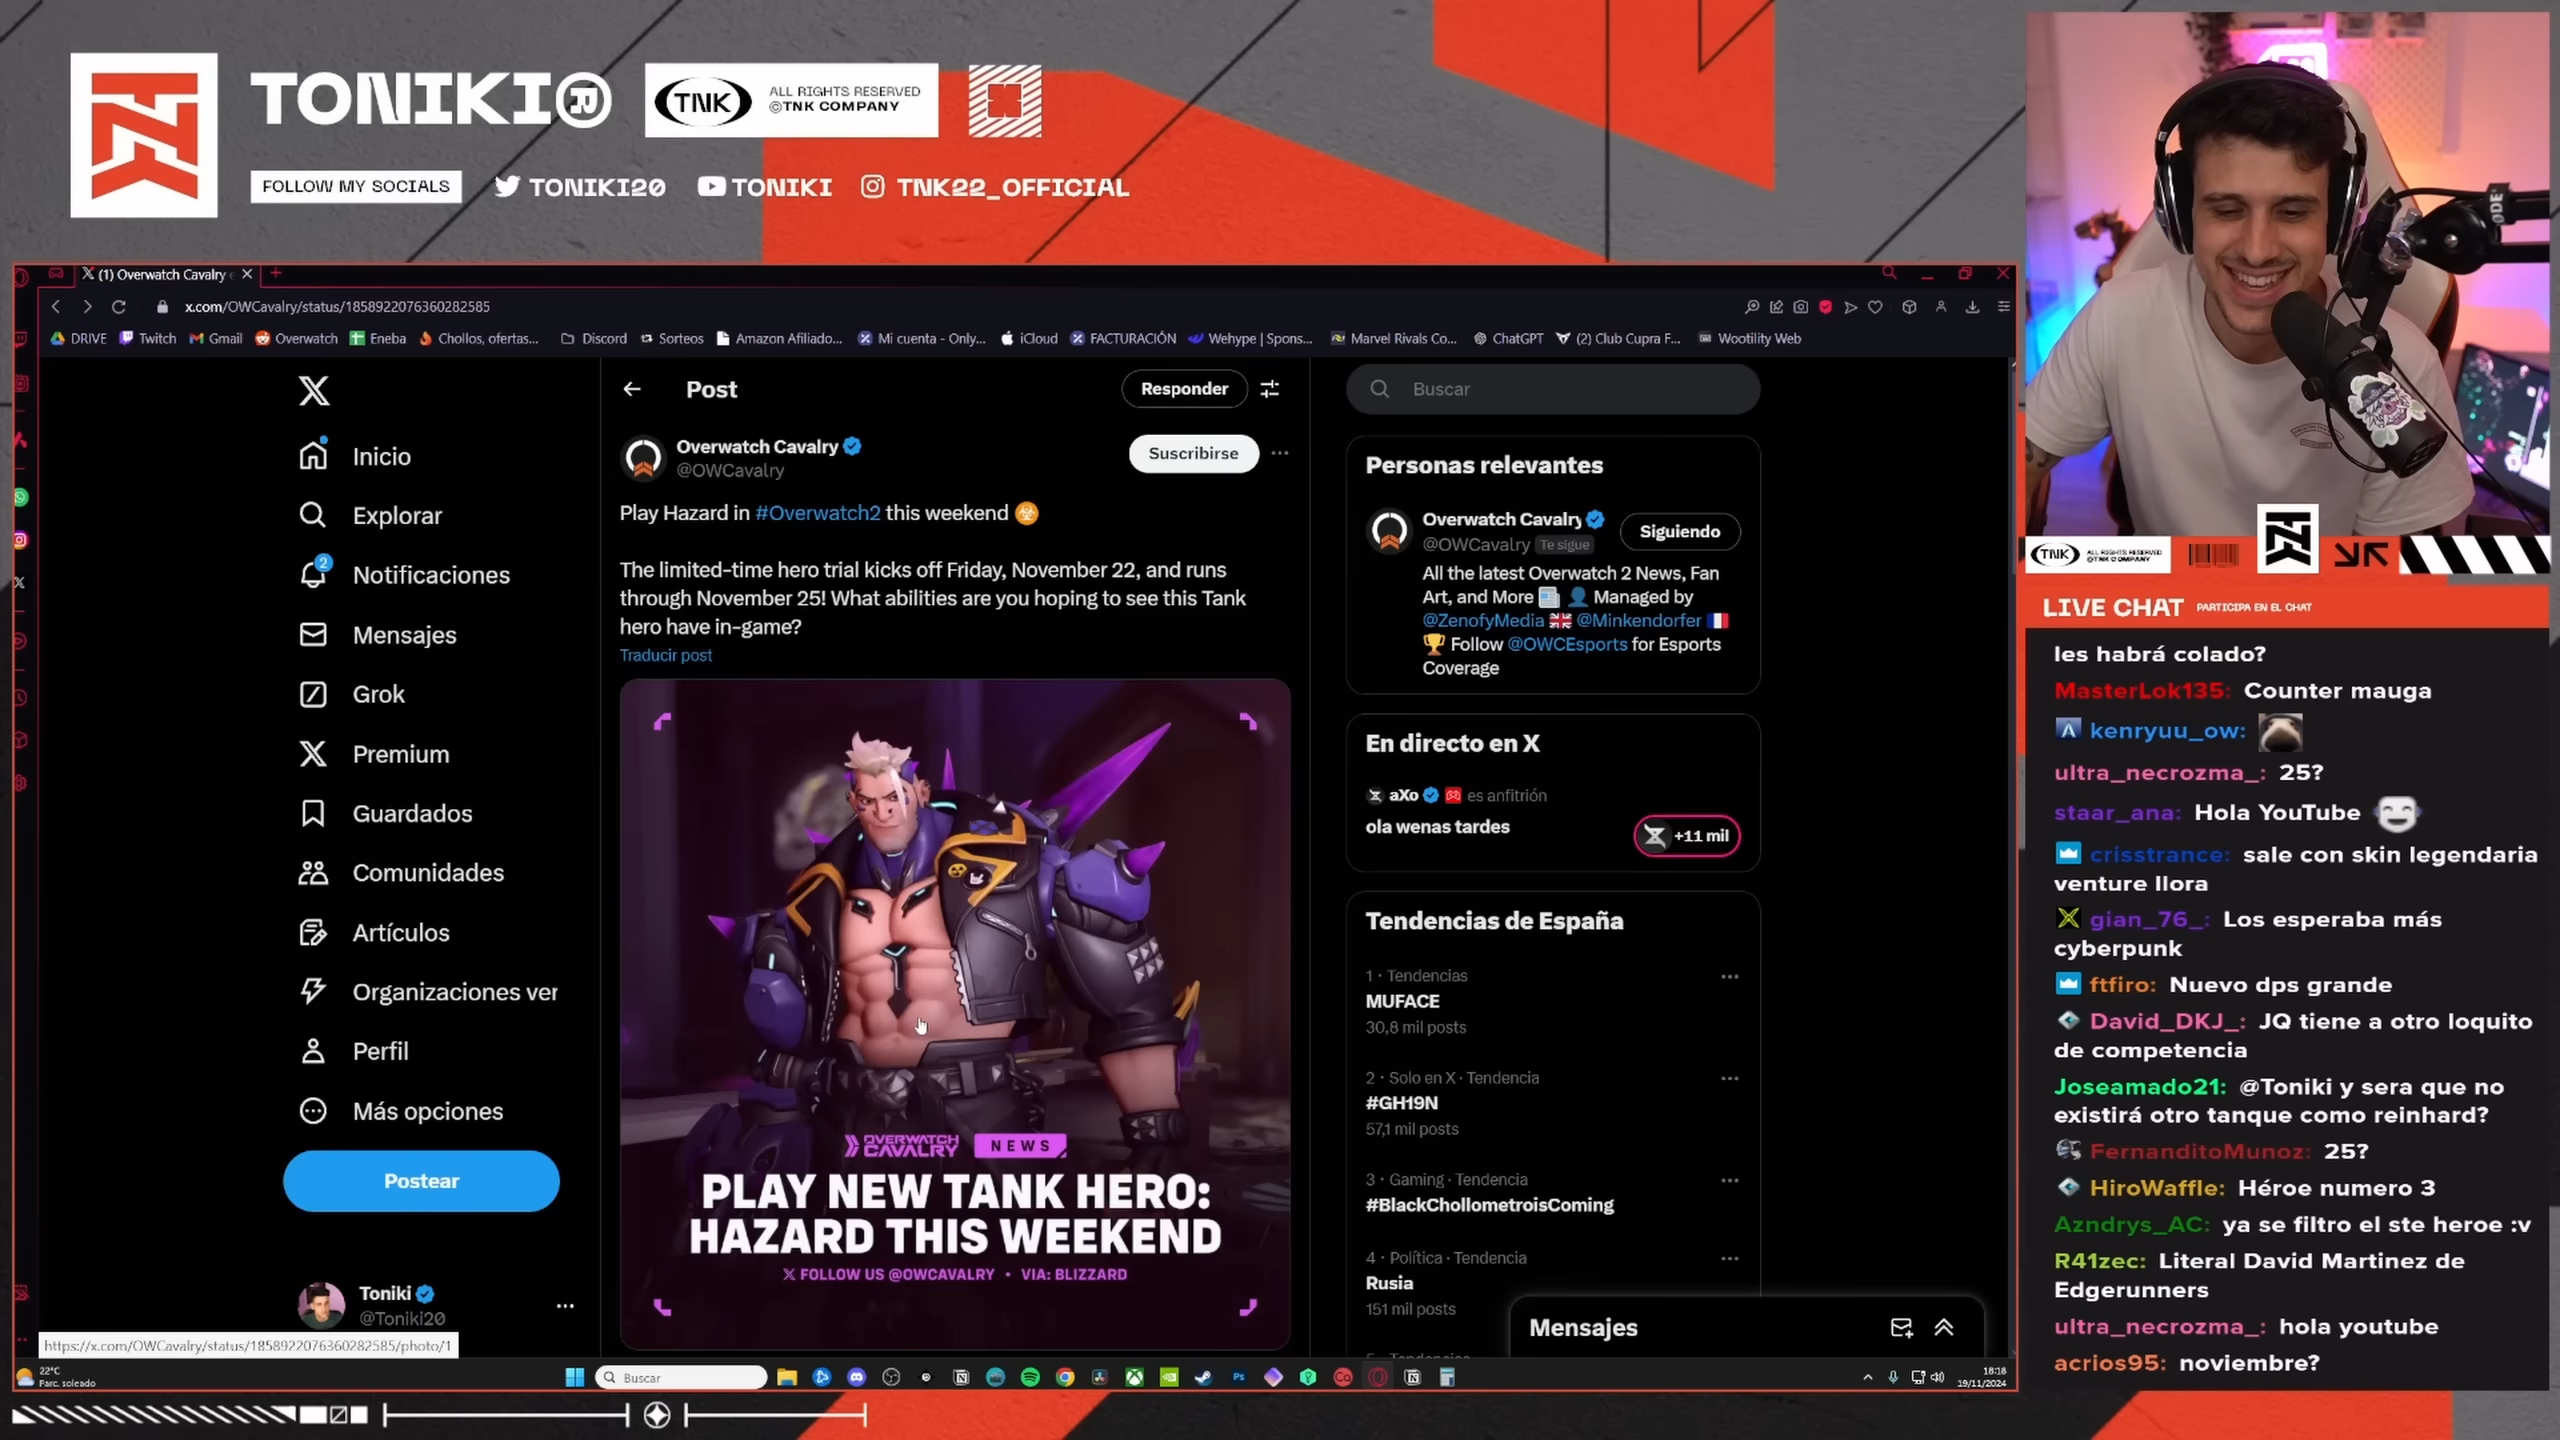 TONIKI®
TNK
ALL RIGHTS RESERVED
©TNK COMPANY
FOLLOW MY SOCIALS
TONIKI20
TONIKI
TNK22_OFFICIAL
(1) Overwatch Cavalry
x.com/OWCavalry/status/1858922076360282585
DRIVE
Twitch
Gmail
Overwatch
Eneba
Chollos, ofertas...
Discord
Sorteos
Amazon Afiliado...
Mi cuenta - Only...
iCloud
FACTURACIÓN
Wehype | Spons...
Marvel Rivals Co...
ChatGPT
(2) Club Cupra F...
Wootility Web
Inicio
Explorar
2
Notificaciones
Mensajes
Grok
Premium
Guardados
Comunidades
Artículos
Organizaciones ver
Perfil
Más opciones
Postear
Toniki
@Toniki20
https://x.com/OWCavalry/status/1858922076360282585/photo/1
Post
Responder
Overwatch Cavalry
@OWCavalry
Suscribirse
Play Hazard in #Overwatch2 this weekend
The limited-time hero trial kicks off Friday, November 22, and runs
through November 25! What abilities are you hoping to see this Tank
hero have in-game?
Traducir post
OVERWATCH
CAVALRY
NEWS
PLAY NEW TANK HERO:
HAZARD THIS WEEKEND
X FOLLOW US @OWCAVALRY • VIA: BLIZZARD
Buscar
Personas relevantes
Overwatch Cavalry
@OWCavalry Te sigue
Siguiendo
All the latest Overwatch 2 News, Fan
Art, and More Managed by
@ZenofyMedia @Minkendorfer
Follow @OWCEsports for Esports
Coverage
En directo en X
aXo es anfitrión
ola wenas tardes
+11 mil
Tendencias de España
1 · Tendencias
MUFACE
30,8 mil posts
2 · Solo en X · Tendencia
#GH19N
57,1 mil posts
3 · Gaming · Tendencia
#BlackChollometroisComing
4 · Política · Tendencia
Rusia
151 mil posts
5 · Tendencias
Mensajes
22°C
Parc. soleado
Buscar
18:18
19/11/2024
TNK
ALL RIGHTS RESERVED
©TNK COMPANY
LIVE CHAT
PARTICIPA EN EL CHAT
les habrá colado?
MasterLok135: Counter mauga
kenryuu_ow:
ultra_necrozma_: 25?
staar_ana: Hola YouTube
crisstrance: sale con skin legendaria
venture llora
gian_76_: Los esperaba más
cyberpunk
ftfiro: Nuevo dps grande
David_DKJ_: JQ tiene a otro loquito
de competencia
Joseamado21: @Toniki y sera que no
existirá otro tanque como reinhard?
FernanditoMunoz: 25?
HiroWaffle: Héroe numero 3
Azndrys_AC: ya se filtro el ste heroe :v
R41zec: Literal David Martinez de
Edgerunners
ultra_necrozma_: hola youtube
acrios95: noviembre?